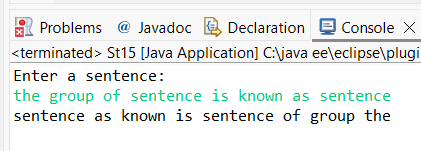 Problems @ Javadoc Declaration Console ×
<terminated> St15 [Java Application] C:\java ee\eclipse\plugi
Enter a sentence:
the group of sentence is known as sentence
sentence as known is sentence of group the